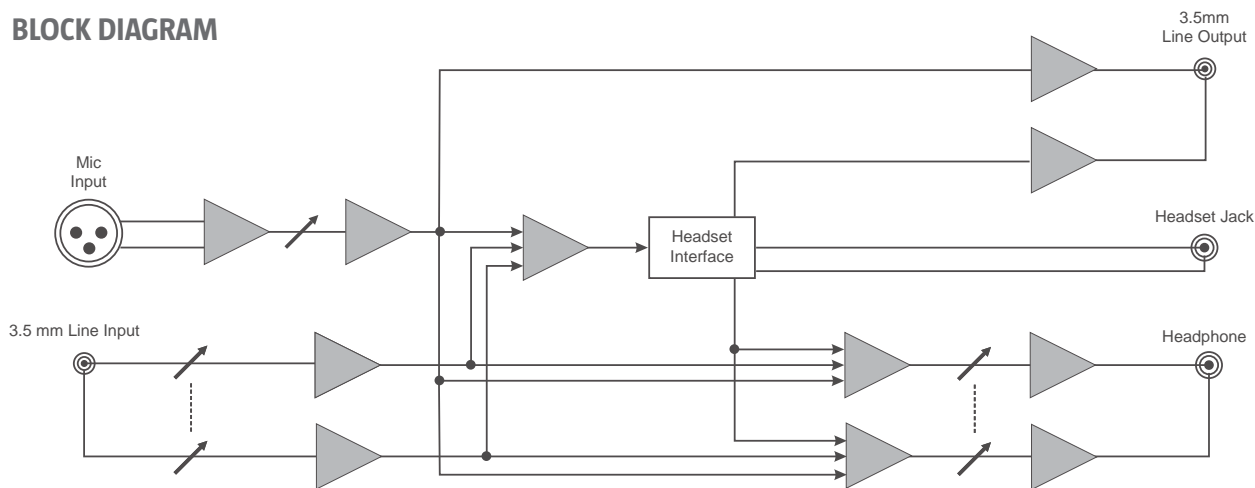 BLOCK DIAGRAM
3.5mm
Line Output
Mic
Input
Headset Jack
Headset
Interface
3.5 mm Line Input
Headphone